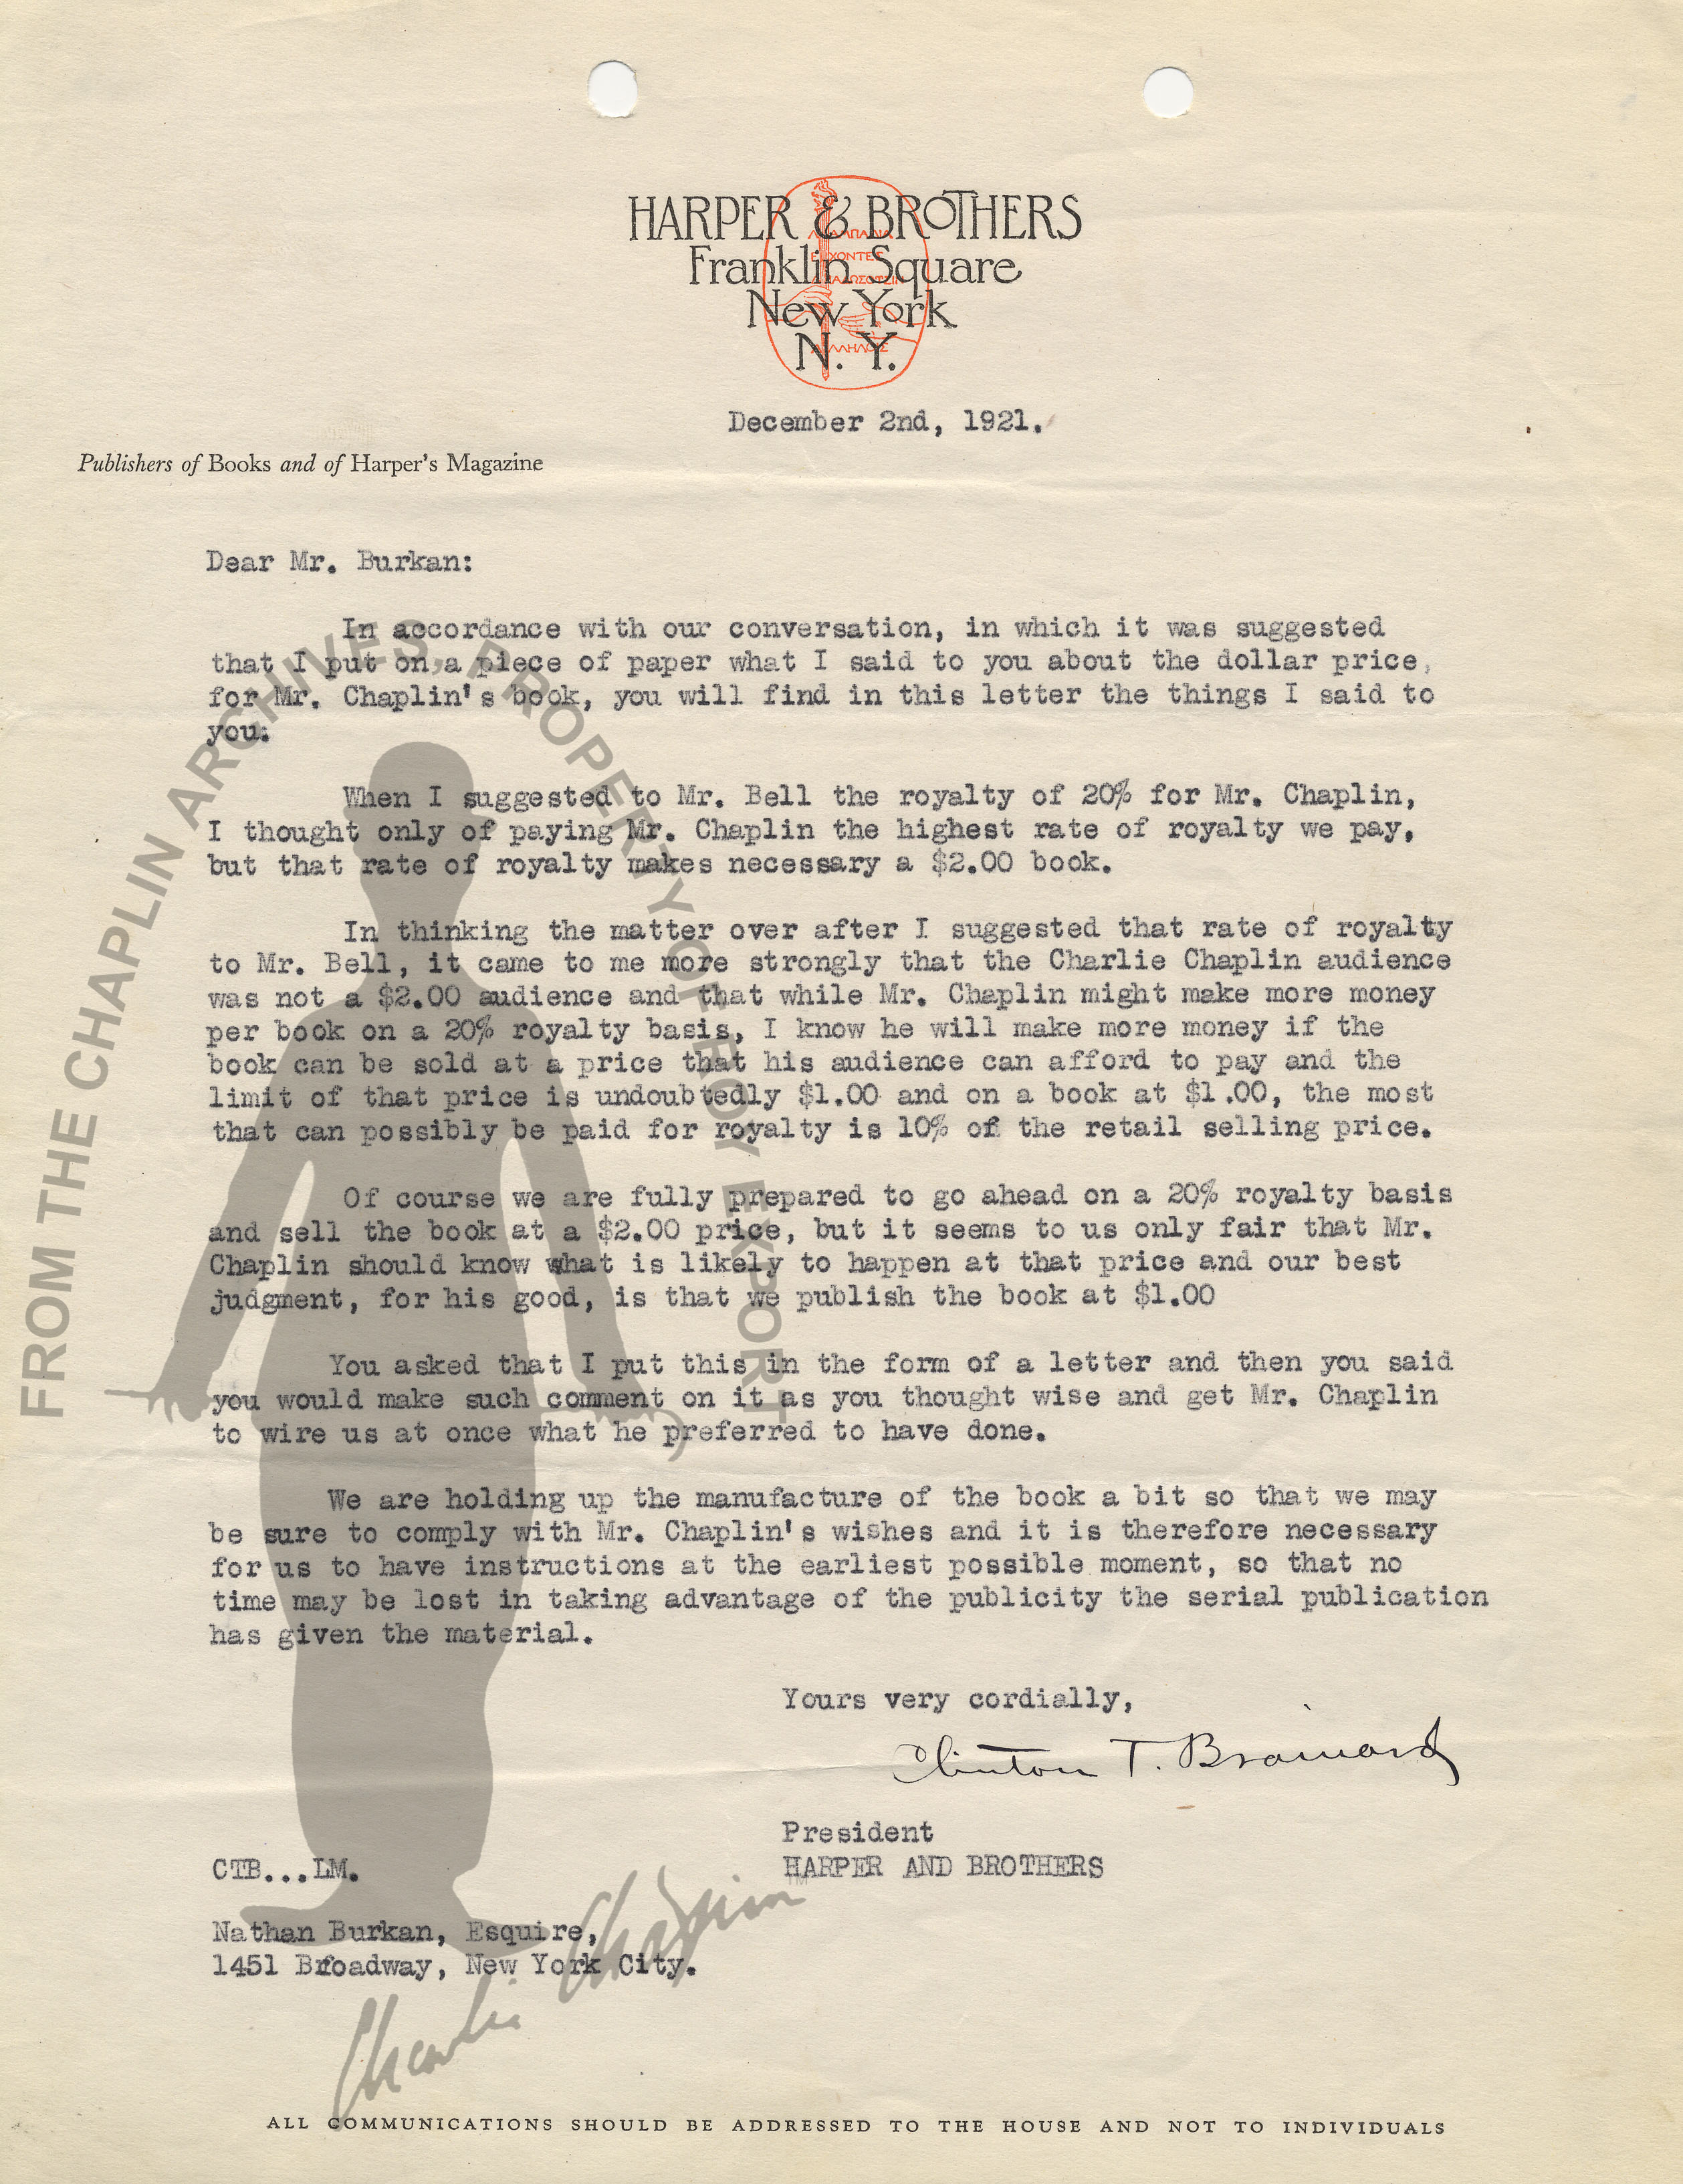 HARPER & BROTHERS
Franklin Square
New York
N. Y.
December 2nd, 1921.
Publishers of Books and of Harper's Magazine
Dear Mr. Burkan:
In accordance with our conversation, in which it was suggested
that I put on a piece of paper what I said to you about the dollar price,
for Mr. Chaplin's book, you will find in this letter the things I said to
you:
When I suggested to Mr. Bell the royalty of 20% for Mr. Chaplin,
I thought only of paying Mr. Chaplin the highest rate of royalty we pay,
but that rate of royalty makes necessary a $2.00 book.
In thinking the matter over after I suggested that rate of royalty
to Mr. Bell, it came to me more strongly that the Charlie Chaplin audience
was not a $2.00 audience and that while Mr. Chaplin might make more money
per book on a 20% royalty basis, I know he will make more money if the
book can be sold at a price that his audience can afford to pay and the
limit of that price is undoubtedly $1.00 and on a book at $1.00, the most
that can possibly be paid for royalty is 10% of the retail selling price.
Of course we are fully prepared to go ahead on a 20% royalty basis
and sell the book at a $2.00 price, but it seems to us only fair that Mr.
Chaplin should know what is likely to happen at that price and our best
judgment, for his good, is that we publish the book at $1.00
You asked that I put this in the form of a letter and then you said
you would make such comment on it as you thought wise and get Mr. Chaplin
to wire us at once what he preferred to have done.
We are holding up the manufacture of the book a bit so that we may
be sure to comply with Mr. Chaplin's wishes and it is therefore necessary
for us to have instructions at the earliest possible moment, so that no
time may be lost in taking advantage of the publicity the serial publication
has given the material.
Yours very cordially,
Clinton T. Brainard
President
HARPER AND BROTHERS
CTB...LM.
Nathan Burkan, Esquire,
1451 Broadway, New York City.
ALL COMMUNICATIONS SHOULD BE ADDRESSED TO THE HOUSE AND NOT TO INDIVIDUALS
FROM THE CHAPLIN ARCHIVES, PROPERTY OF ROY EXPORT
Charlie Chaplin TM